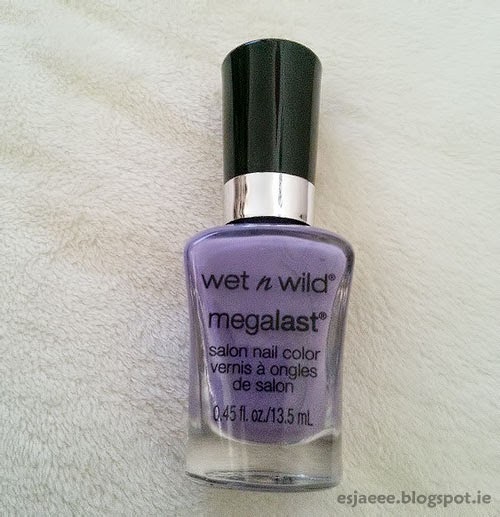 wet n wild®
megalast®
salon nail color
vernis à ongles
de salon
0.45 fl. oz./13.5 mL
esjaeee.blogspot.ie